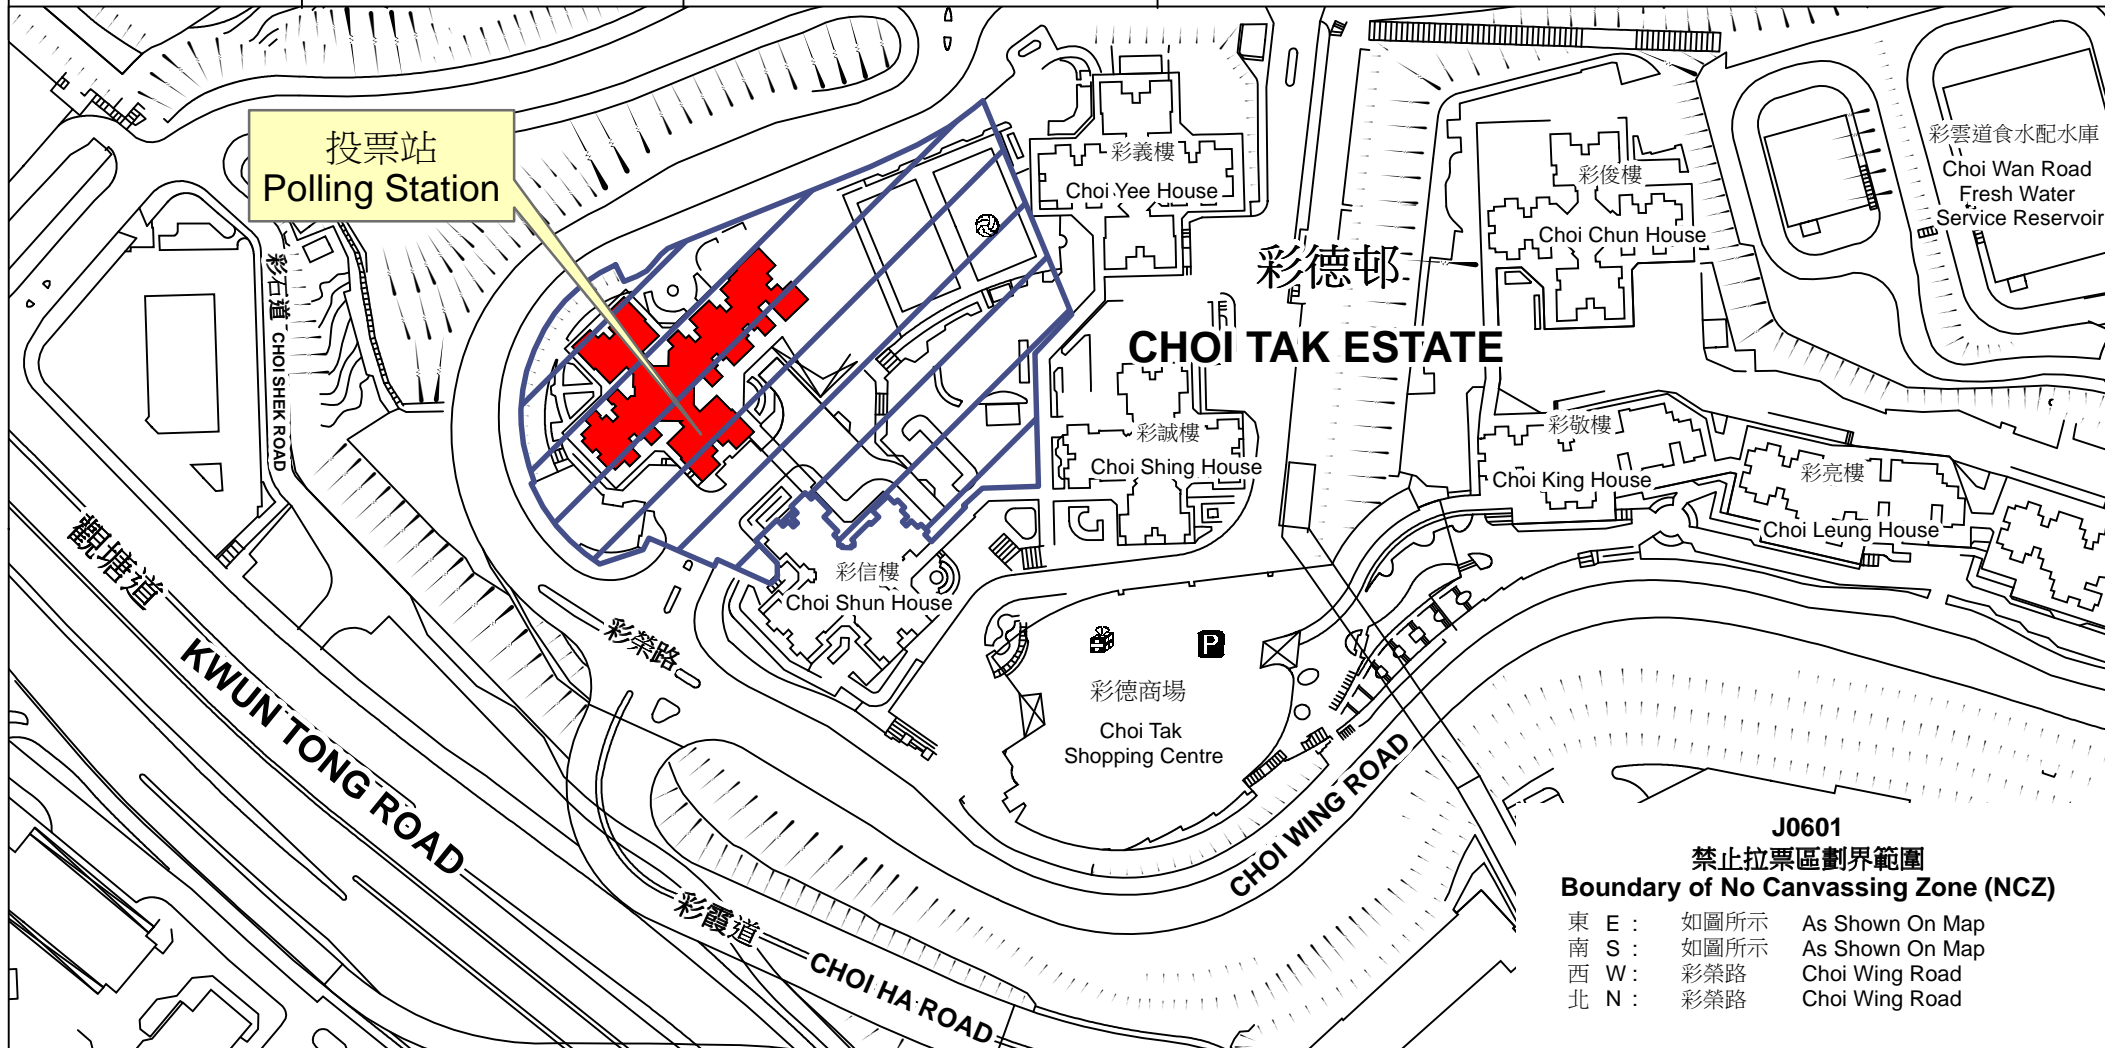 投票站
Polling Station
彩義樓
Choi Yee House
彩俊樓
Choi Chun House
彩雲道食水配水庫
Choi Wan Road
Fresh Water
Service Reservoir
彩德邨
CHOI TAK ESTATE
彩石道 CHOI SHEK ROAD
彩誠樓
Choi Shing House
彩敬樓
Choi King House
彩亮樓
Choi Leung House
彩信樓
Choi Shun House
觀塘道
KWUN TONG ROAD
彩榮路
P
彩德商場
Choi Tak
Shopping Centre
CHOI WING ROAD
彩霞道
CHOI HA ROAD
J0601
禁止拉票區劃界範圍
Boundary of No Canvassing Zone (NCZ)
東 E : 如圖所示 As Shown On Map
南 S : 如圖所示 As Shown On Map
西 W : 彩榮路 Choi Wing Road
北 N : 彩榮路 Choi Wing Road